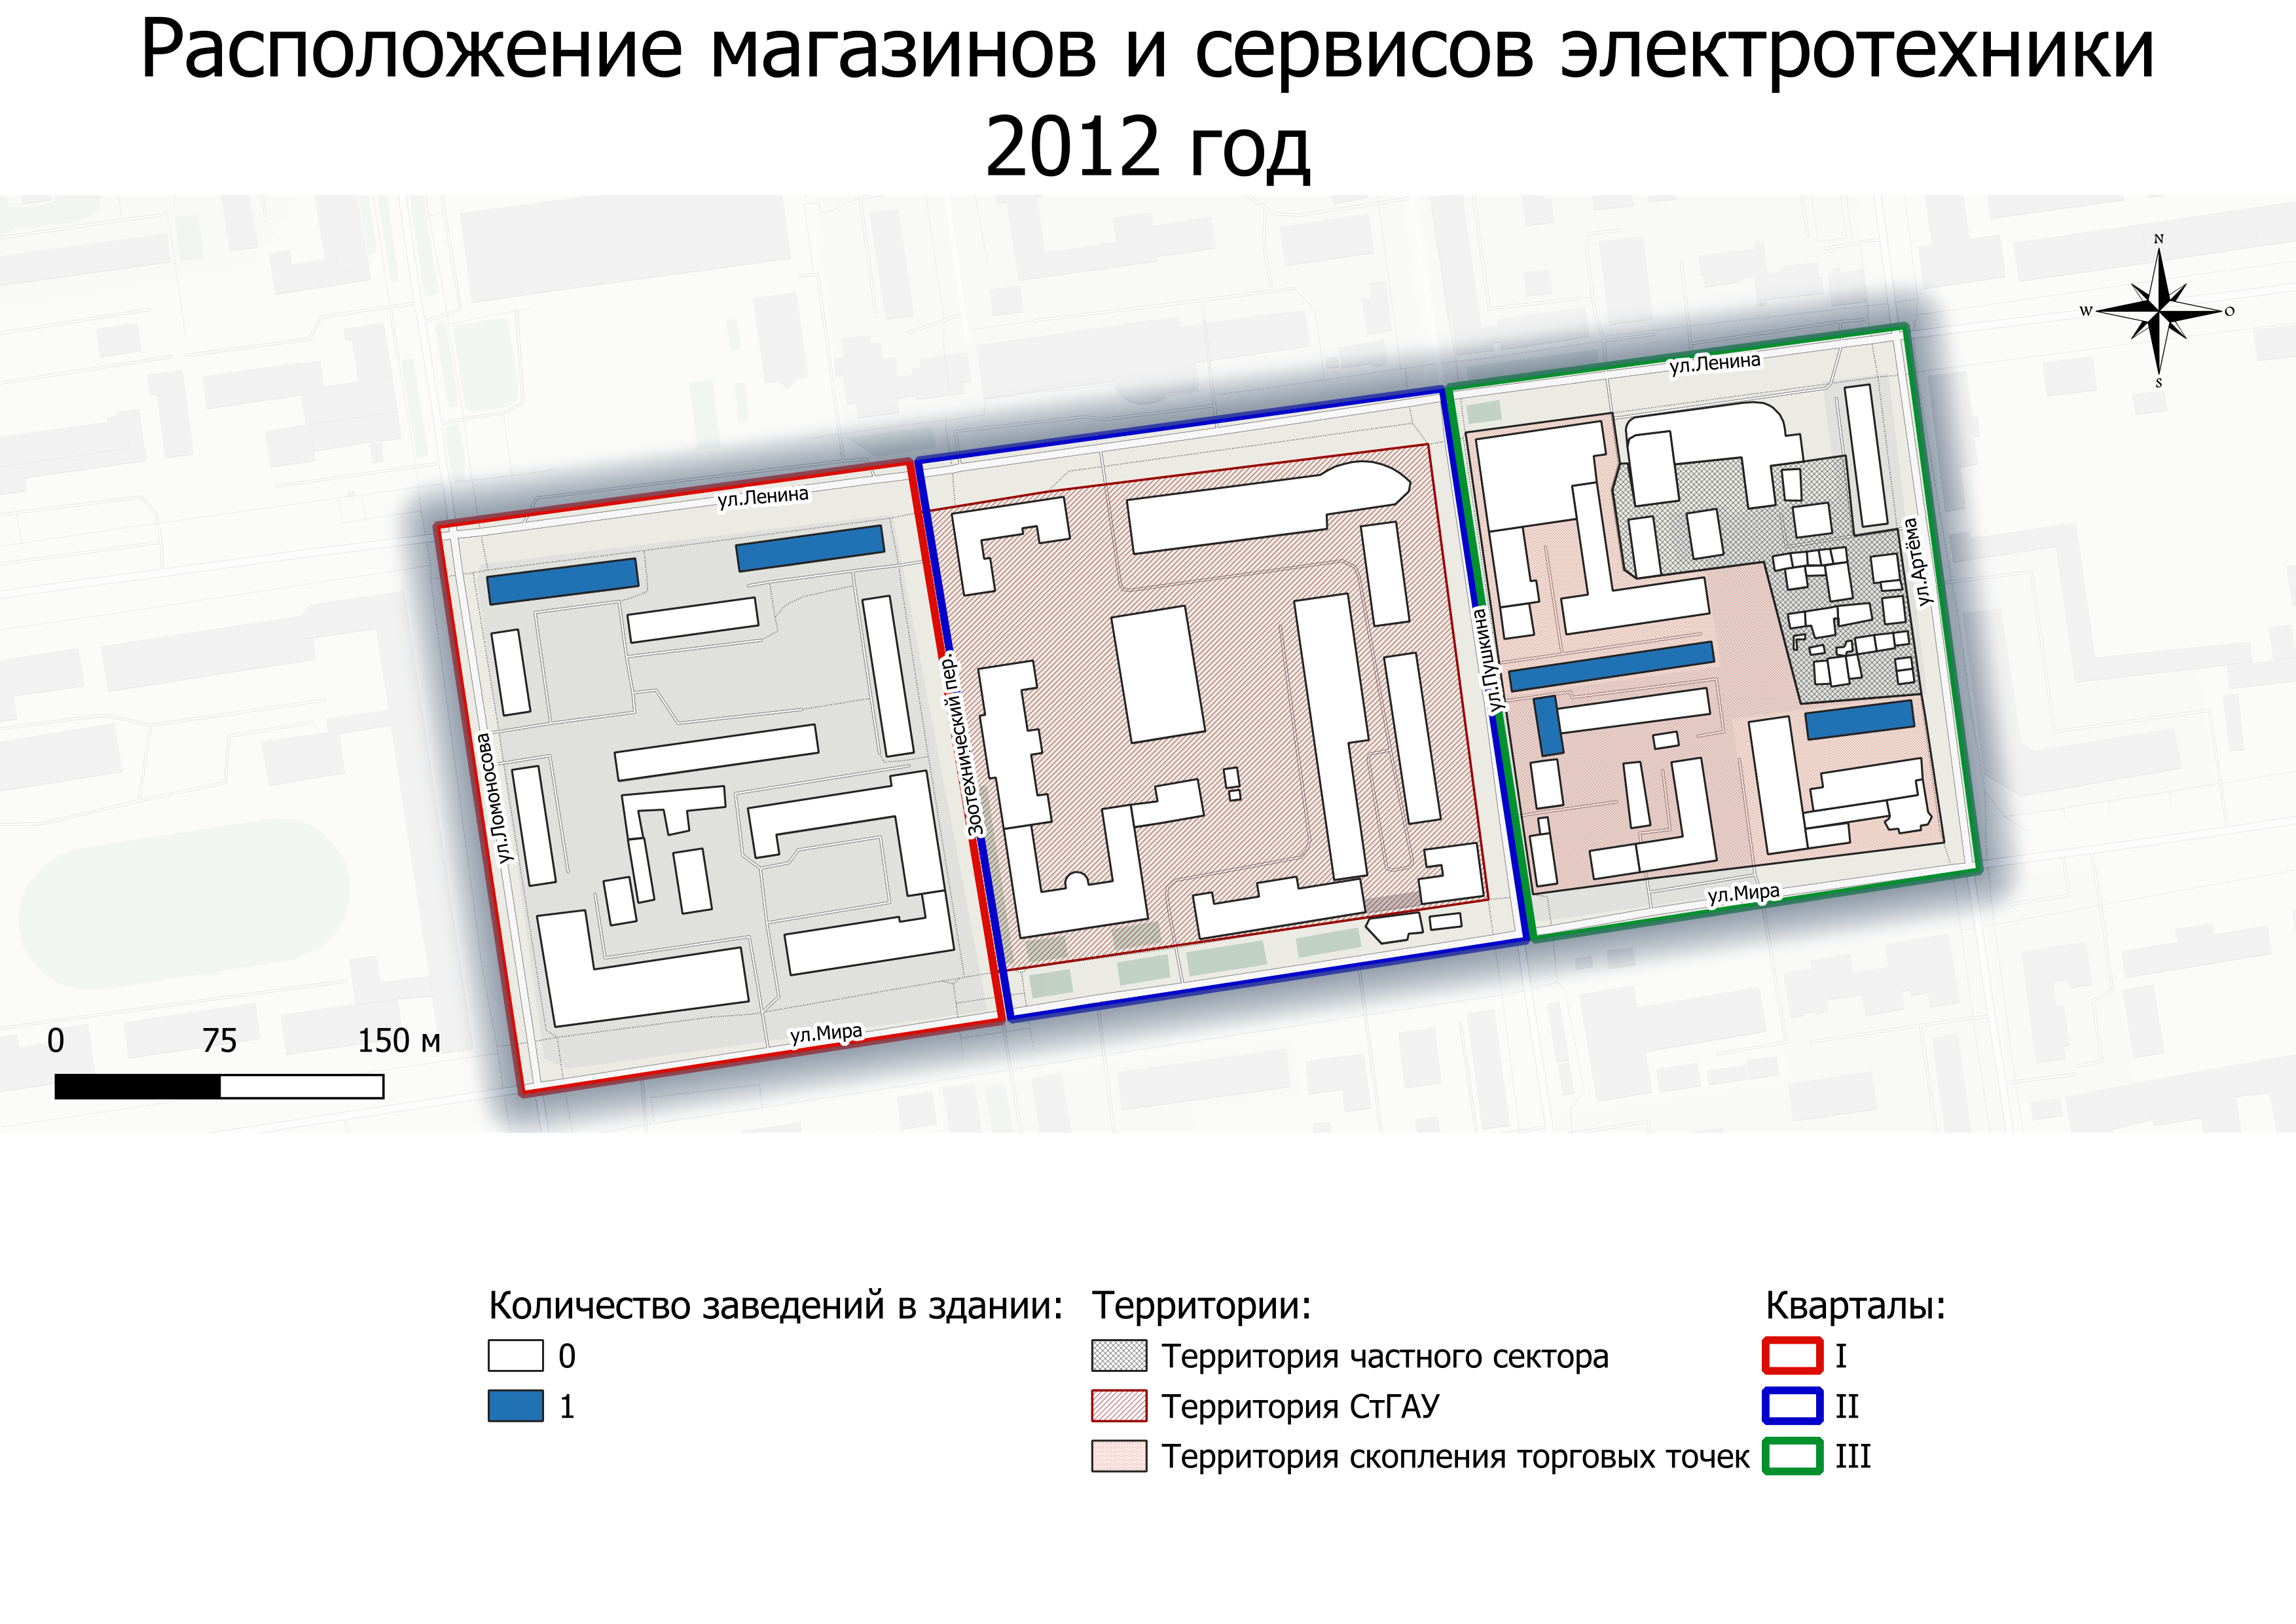 Расположение магазинов и сервисов электротехники
2012 год
N
W
O
S
ул.Ленина
ул.Ленина
ул.Артёма
ул.Пушкина
Зоотехнический пер.
ул.Ломоносова
ул.Мира
ул.Мира
0 75 150 м
Количество заведений в здании:
0
1
Территории:
Территория частного сектора
Территория СтГАУ
Территория скопления торговых точек
Кварталы:
I
II
III